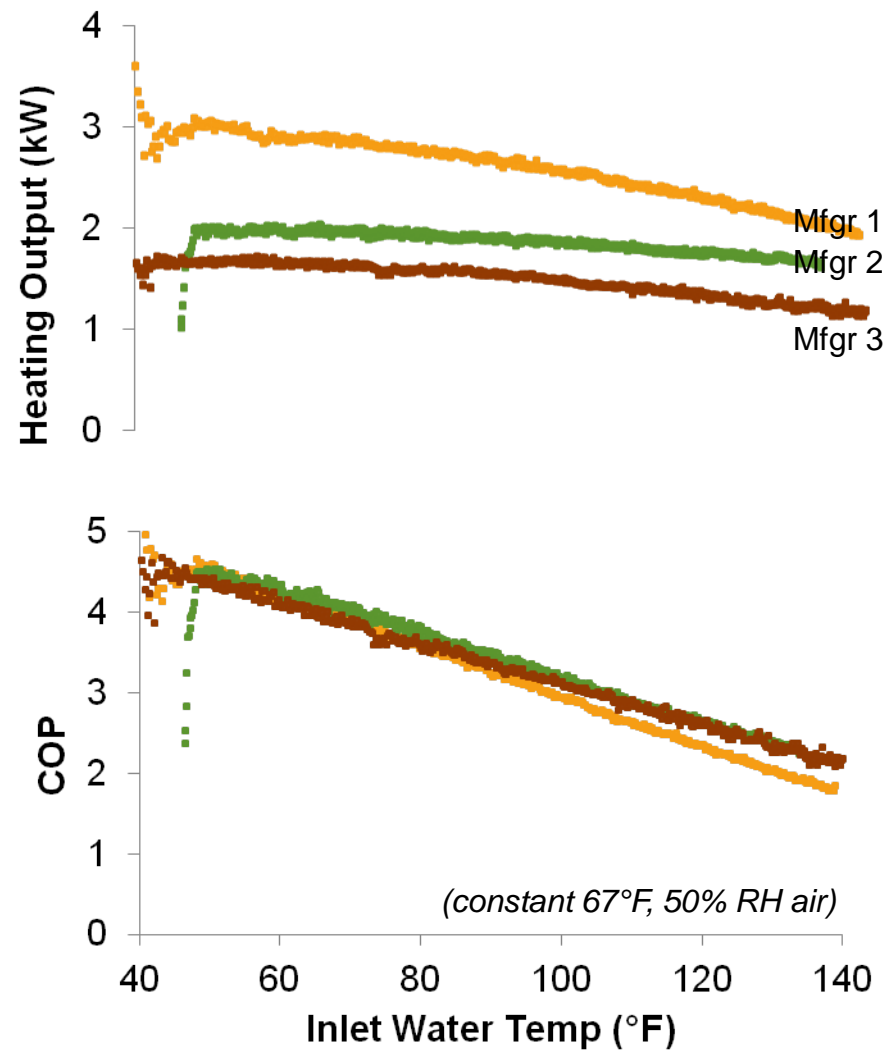 Heating Output (kW)
4
3
2
1
0
Mfgr 1
Mfgr 2
Mfgr 3
COP
5
4
3
2
1
0
(constant 67°F, 50% RH air)
40 60 80 100 120 140
Inlet Water Temp (°F)